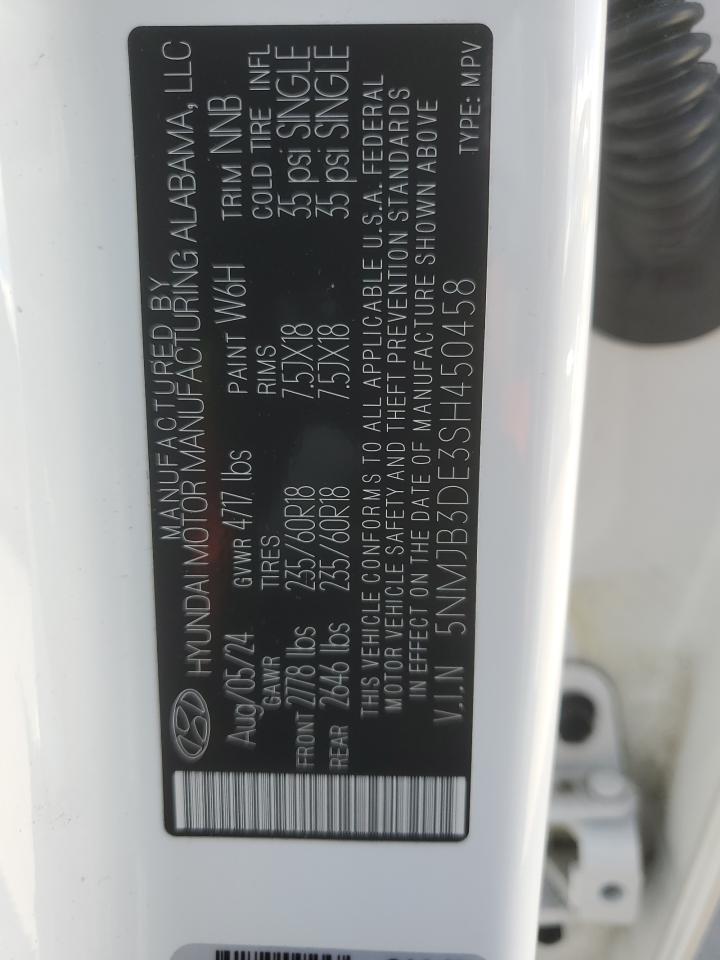 MANUFACTURED BY
HYUNDAI MOTOR MANUFACTURING ALABAMA, LLC
Aug/05/24 GVWR 4717 lbs PAINT W6H TRIM NNB
GAWR TIRES RIMS COLD TIRE INFL
FRONT 2778 lbs 235/60R18 7.5JX18 35 psi SINGLE
REAR 2646 lbs 235/60R18 7.5JX18 35 psi SINGLE
THIS VEHICLE CONFORMS TO ALL APPLICABLE U.S.A. FEDERAL
MOTOR VEHICLE SAFETY AND THEFT PREVENTION STANDARDS
IN EFFECT ON THE DATE OF MANUFACTURE SHOWN ABOVE
V.I.N 5NMJB3DE3SH450458 TYPE: MPV